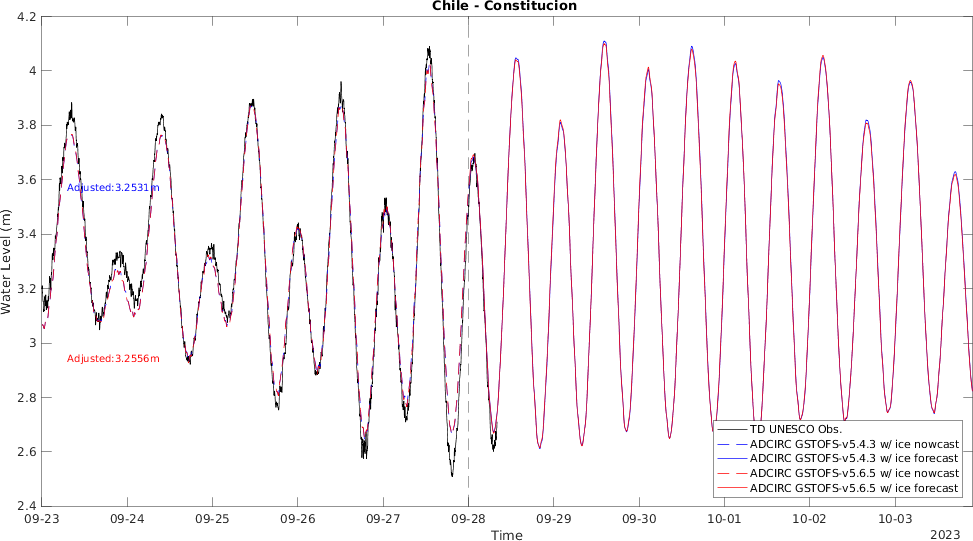 Chile - Constitucion
4.2
4
3.8
3.6
3.4
3.2
3
2.8
2.6
2.4
Water Level (m)
Adjusted:3.2531m
Adjusted:3.2556m
TD UNESCO Obs.
ADCIRC GSTOFS-v5.4.3 w/ ice nowcast
ADCIRC GSTOFS-v5.4.3 w/ ice forecast
ADCIRC GSTOFS-v5.6.5 w/ ice nowcast
ADCIRC GSTOFS-v5.6.5 w/ ice forecast
09-23 09-24 09-25 09-26 09-27 09-28 09-29 09-30 10-01 10-02 10-03
Time
2023